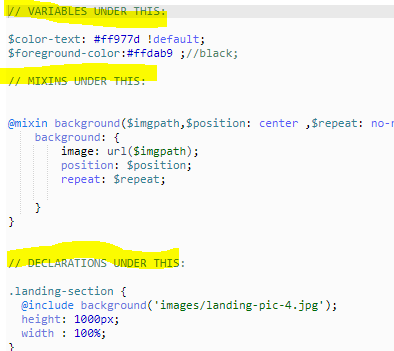 // VARIABLES UNDER THIS:
$color-text: #ff977d !default;
$foreground-color:#ffdab9 ;//black;
// MIXINS UNDER THIS:
@mixin background($imgpath,$position: center ,$repeat:
background: {
image: url($imgpath);
position: $position;
repeat: $repeat;
}
}
// DECLARATIONS UNDER THIS:
.landing-section {
@include background('images/landing-pic-4.jpg');
height: 1000px;
width : 100%;
}